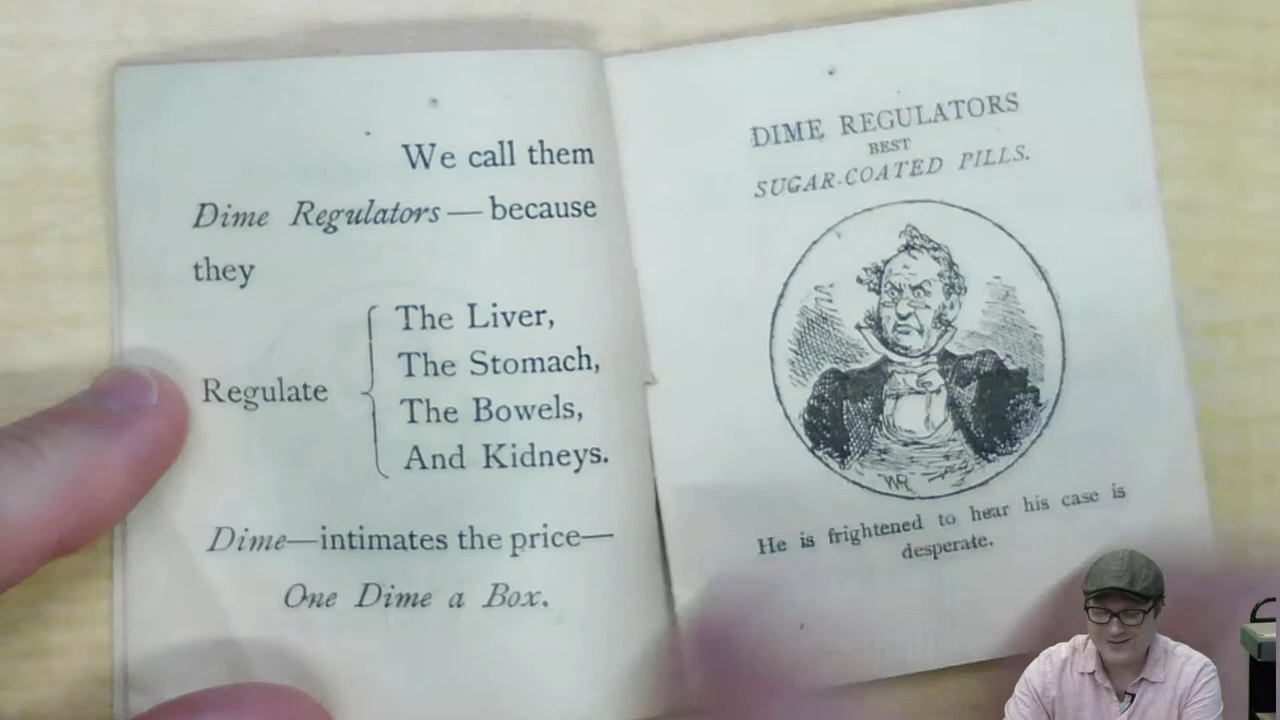 We call them
Dime Regulators — because
they
Regulate
The Liver,
The Stomach,
The Bowels,
And Kidneys.
Dime—intimates the price—
One Dime a Box.
DIME REGULATORS
BEST
SUGAR-COATED PILLS.
WR
He is frightened to hear his case is
desperate.